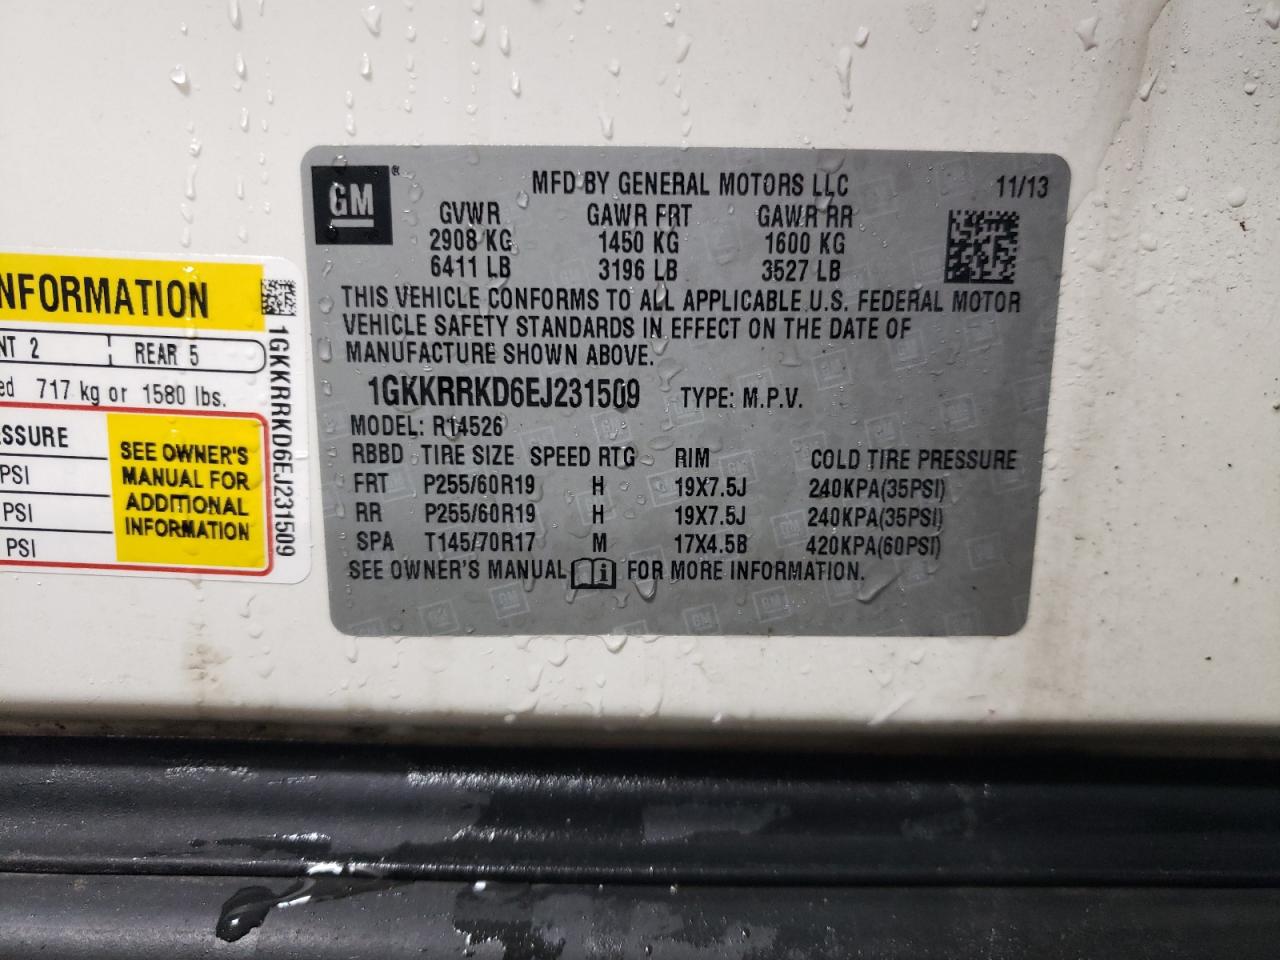 GM ®
MFD BY GENERAL MOTORS LLC 11/13
GVWR GAWR FRT GAWR RR
2908 KG 1450 KG 1600 KG
6411 LB 3196 LB 3527 LB
THIS VEHICLE CONFORMS TO ALL APPLICABLE U.S. FEDERAL MOTOR
VEHICLE SAFETY STANDARDS IN EFFECT ON THE DATE OF
MANUFACTURE SHOWN ABOVE.
1GKKRRKD6EJ231509 TYPE: M.P.V.
MODEL: R14526
RBBD TIRE SIZE SPEED RTG RIM COLD TIRE PRESSURE
FRT P255/60R19 H 19X7.5J 240KPA(35PSI)
RR P255/60R19 H 19X7.5J 240KPA(35PSI)
SPA T145/70R17 M 17X4.5B 420KPA(60PSI)
SEE OWNER'S MANUAL i FOR MORE INFORMATION.
NFORMATION
NT 2 REAR 5
ed 717 kg or 1580 lbs.
SSURE
PSI
PSI
PSI
SEE OWNER'S
MANUAL FOR
ADDITIONAL
INFORMATION
1GKKRRKD6EJ231509